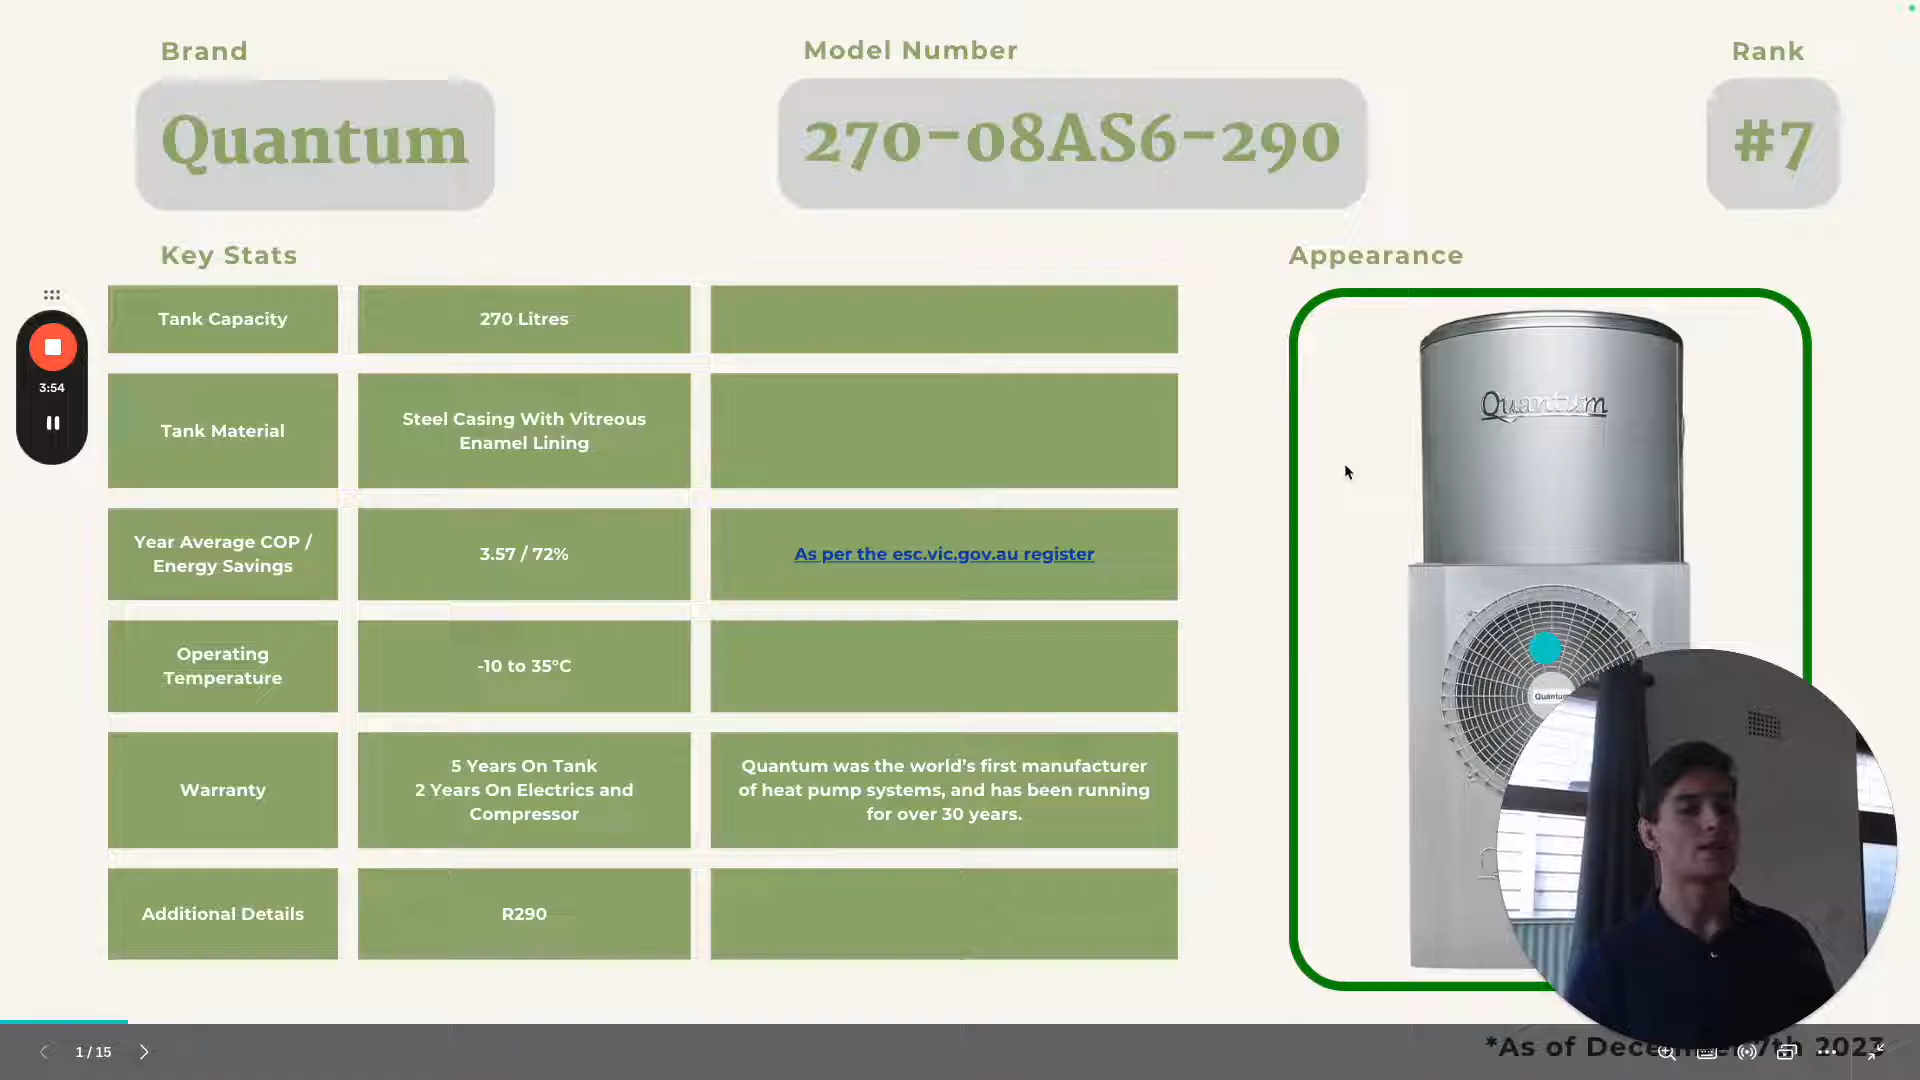 Brand
Model Number
Rank
Quantum
270-08AS6-290
#7
Key Stats
Appearance
Tank Capacity
270 Litres
Tank Material
Steel Casing With Vitreous
Enamel Lining
Year Average COP /
Energy Savings
3.57 / 72%
As per the esc.vic.gov.au register
Operating
Temperature
-10 to 35°C
Warranty
5 Years On Tank
2 Years On Electrics and
Compressor
Quantum was the world's first manufacturer
of heat pump systems, and has been running
for over 30 years.
Additional Details
R290
Quantum
Quantum
3:54
1 / 15
*As of 7th 2023